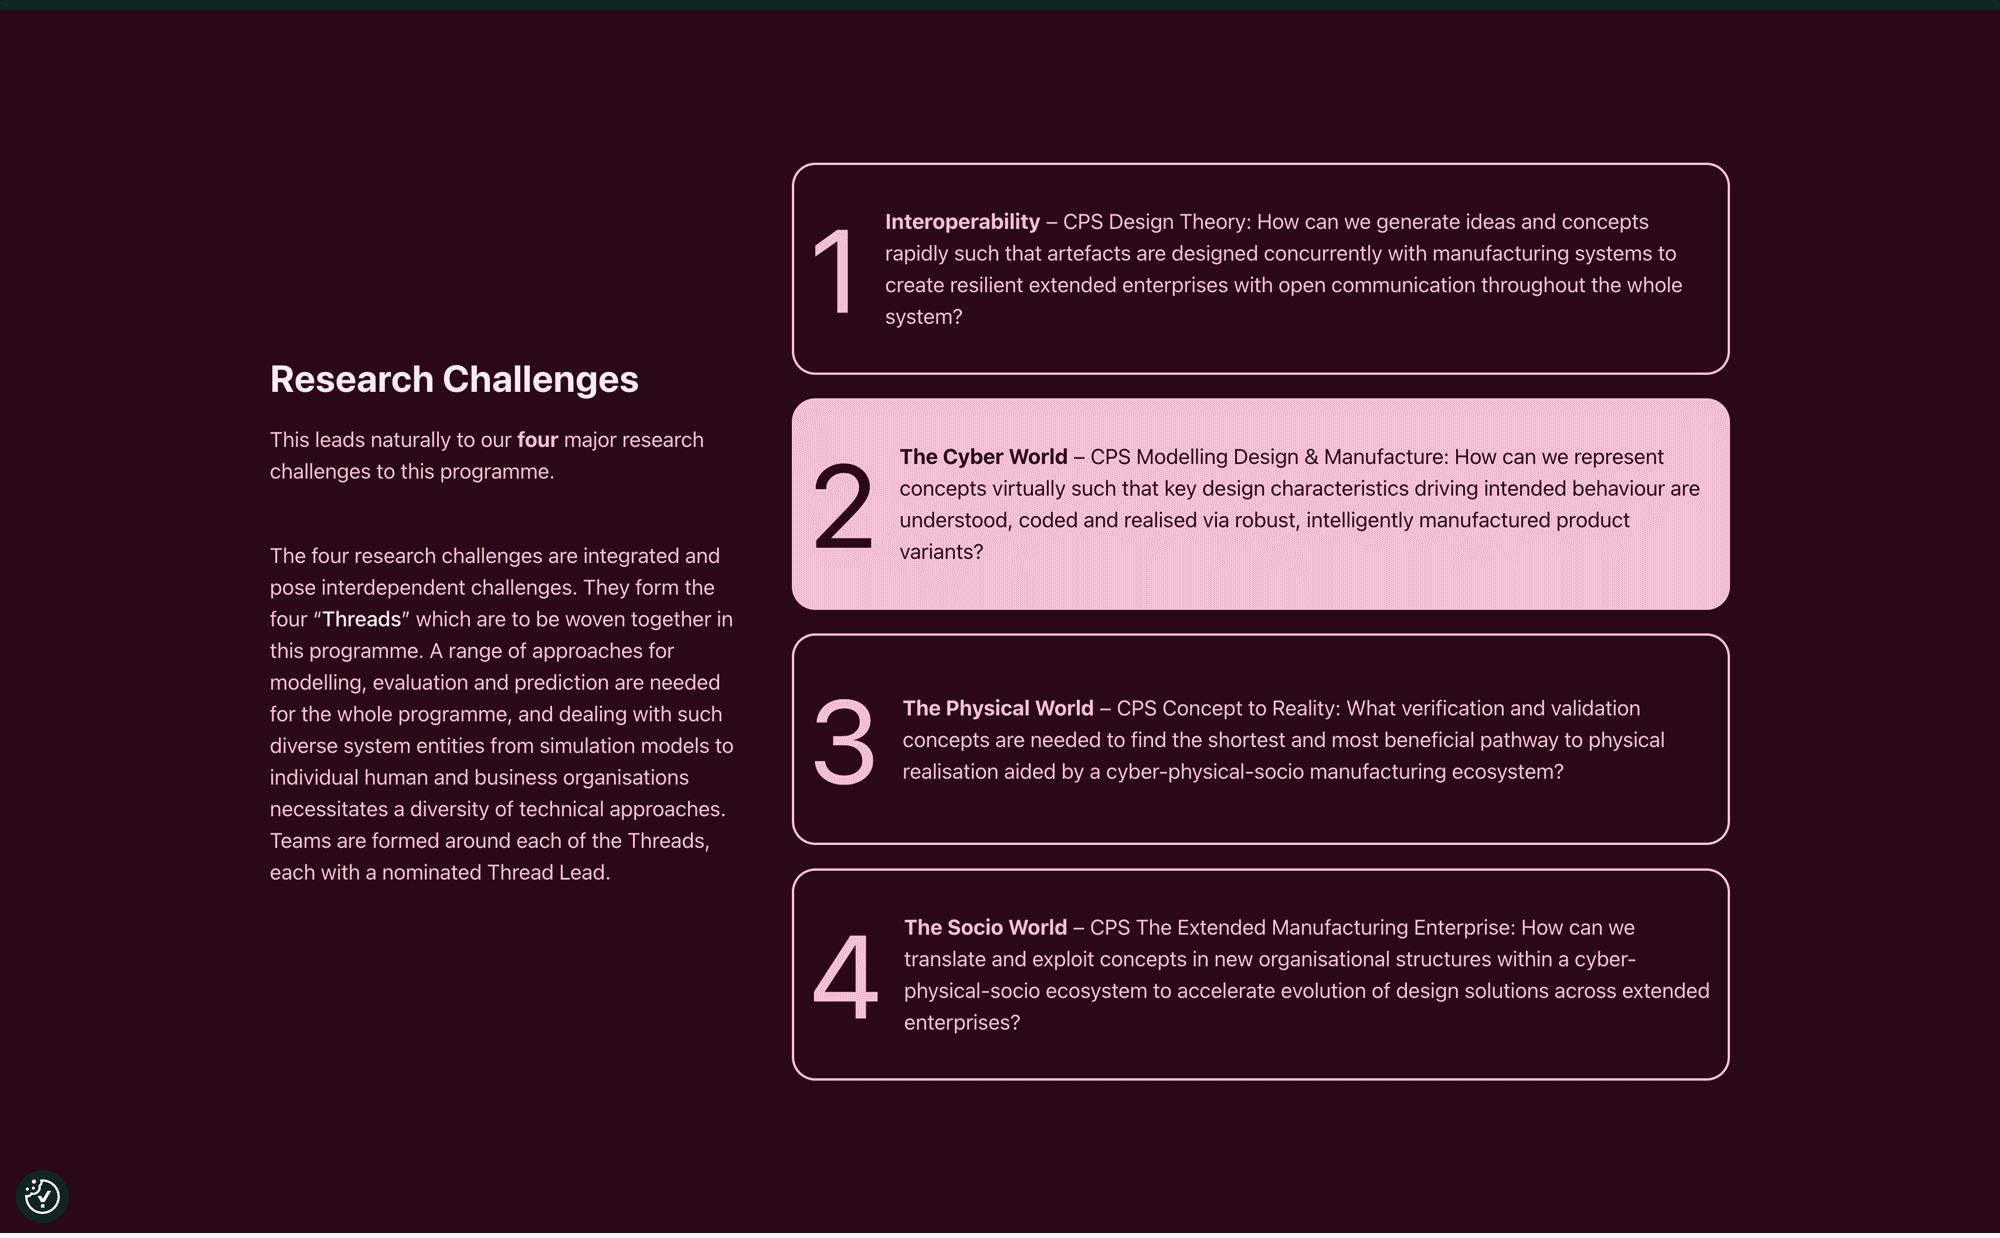 Research Challenges
This leads naturally to our four major research
challenges to this programme.
The four research challenges are integrated and
pose interdependent challenges. They form the
four “Threads” which are to be woven together in
this programme. A range of approaches for
modelling, evaluation and prediction are needed
for the whole programme, and dealing with such
diverse system entities from simulation models to
individual human and business organisations
necessitates a diversity of technical approaches.
Teams are formed around each of the Threads,
each with a nominated Thread Lead.
1
Interoperability – CPS Design Theory: How can we generate ideas and concepts
rapidly such that artefacts are designed concurrently with manufacturing systems to
create resilient extended enterprises with open communication throughout the whole
system?
2
The Cyber World – CPS Modelling Design & Manufacture: How can we represent
concepts virtually such that key design characteristics driving intended behaviour are
understood, coded and realised via robust, intelligently manufactured product
variants?
3
The Physical World – CPS Concept to Reality: What verification and validation
concepts are needed to find the shortest and most beneficial pathway to physical
realisation aided by a cyber-physical-socio manufacturing ecosystem?
4
The Socio World – CPS The Extended Manufacturing Enterprise: How can we
translate and exploit concepts in new organisational structures within a cyber-
physical-socio ecosystem to accelerate evolution of design solutions across extended
enterprises?